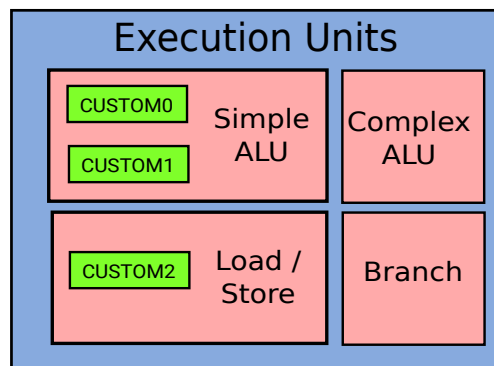 Execution Units
CUSTOM0
CUSTOM1
Simple
ALU
Complex
ALU
CUSTOM2
Load /
Store
Branch